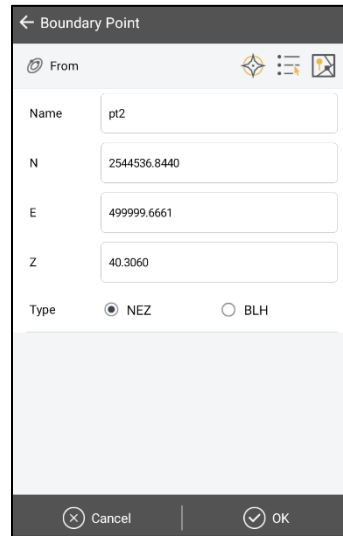 Boundary Point
From
Name pt2
N 2544536.8440
E 499999.6661
Z 40.3060
Type NEZ BLH
Cancel OK